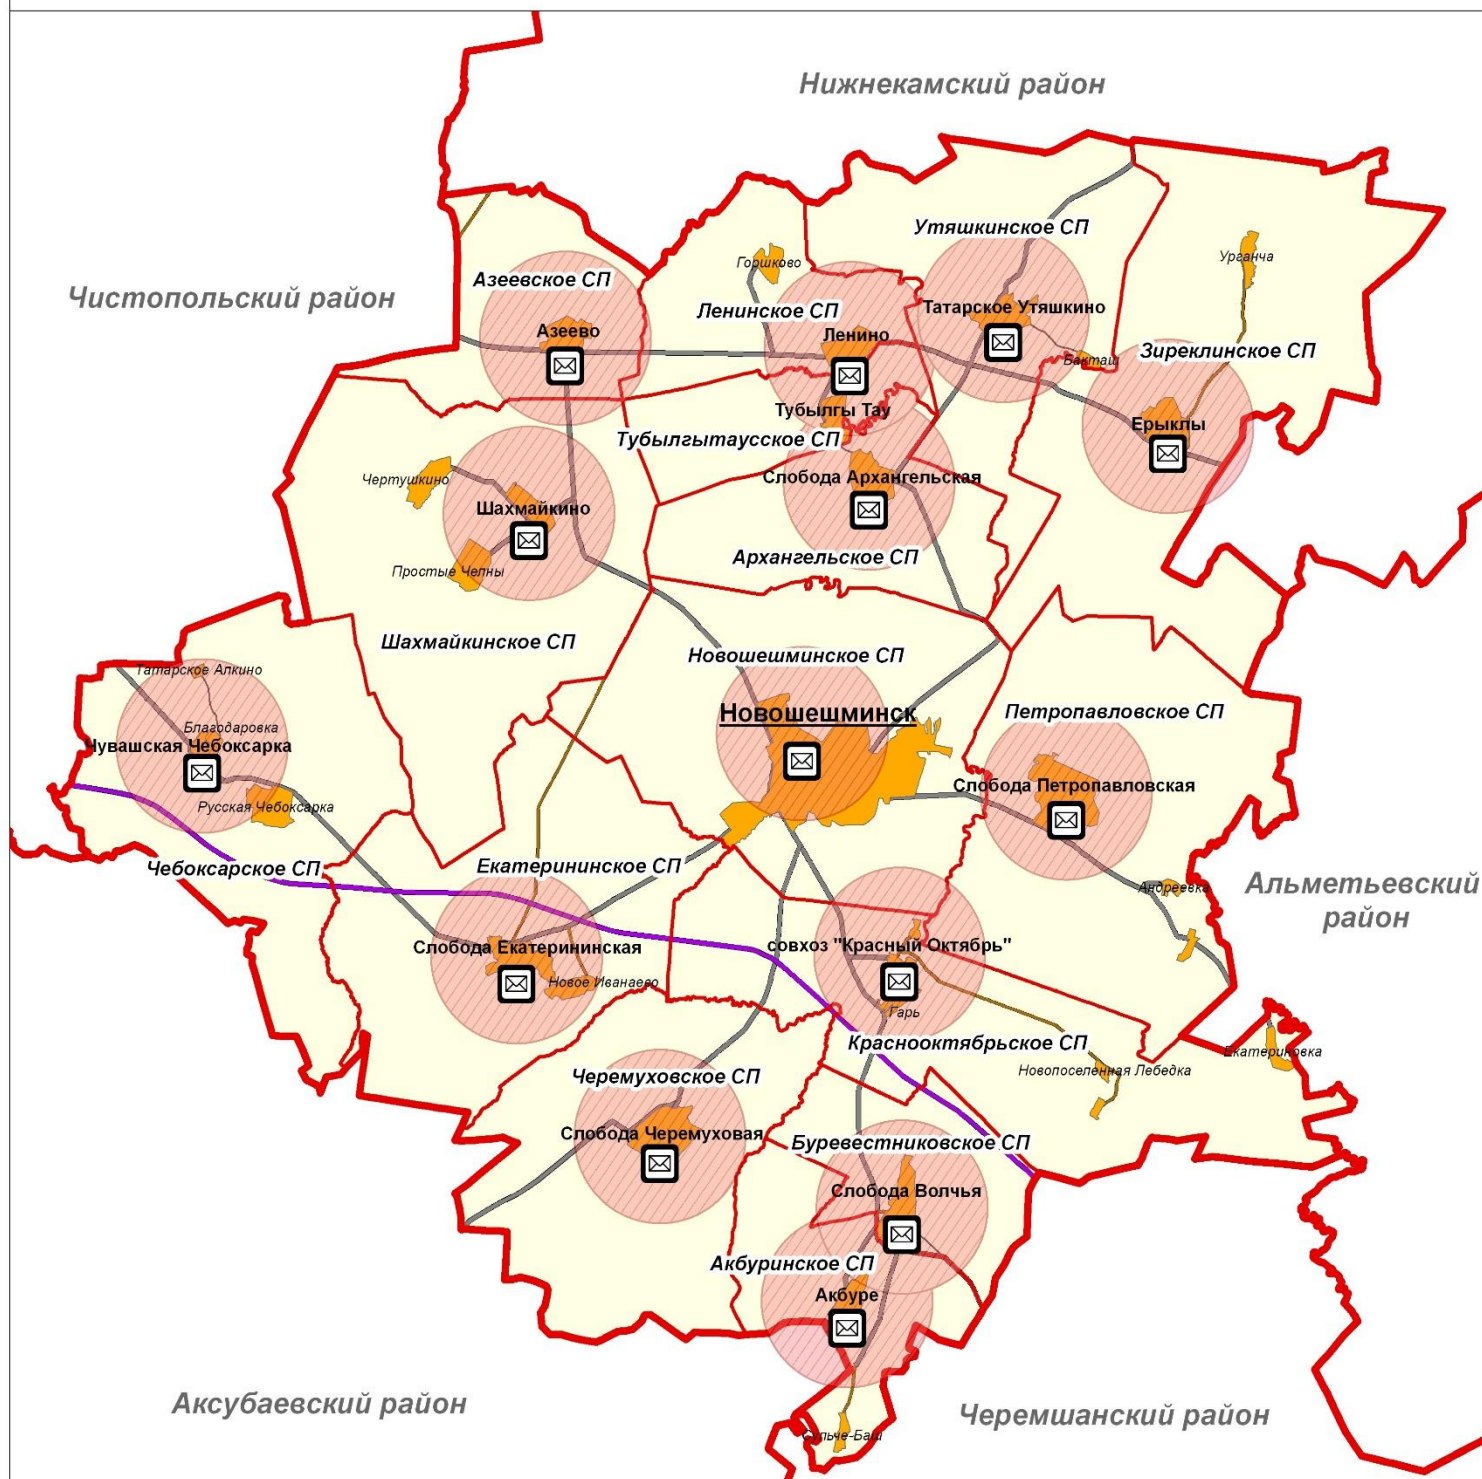 Нижнекамский район
Утяшкинское СП
Урганча
Горшково
Азеевское СП
Чистопольский район
Ленинское СП
Татарское Утяшкино
Азеево
Ленино
Бакташ
Зиреклинское СП
Тубылгы Тау
Ерыклы
Тубылгытаусское СП
Чертушкино
Слобода Архангельская
Шахмайкино
Архангельское СП
Простые Челны
Шахмайкинское СП
Новошешминское СП
Татарское Алкино
Новошешминск
Петропавловское СП
Благодаровка
Чувашская Чебоксарка
Слобода Петропавловская
Русская Чебоксарка
Чебоксарское СП
Екатерининское СП
Андреевка
Альметьевский
район
Слобода Екатерининская
совхоз "Красный Октябрь"
Новое Иванаево
Гарь
Краснооктябрьское СП
Екатериновка
Новопоселенная Лебедка
Черемуховское СП
Слобода Черемуховая
Буревестниковское СП
Слобода Волчья
Акбуринское СП
Акбуре
Аксубаевский район
Черемшанский район
Сульче-Баш